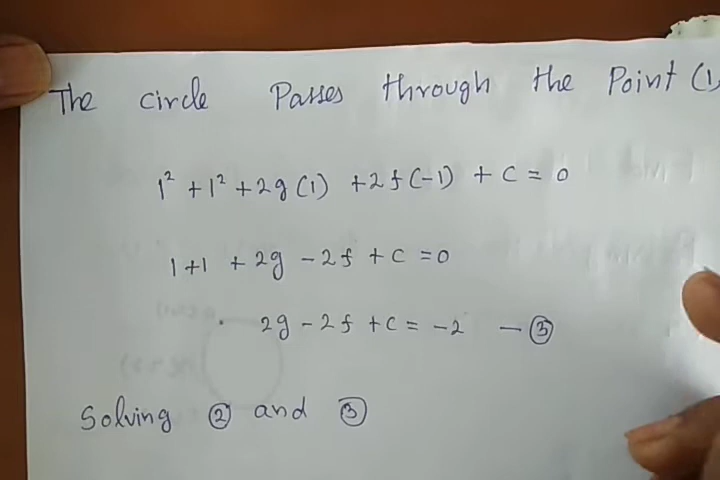 The circle Passes through the Point (1,
1² + 1² + 2g (1) + 2f (-1) + c = 0
1 + 1 + 2g - 2f + c = 0
2g - 2f + c = -2 — ③
Solving ② and ③